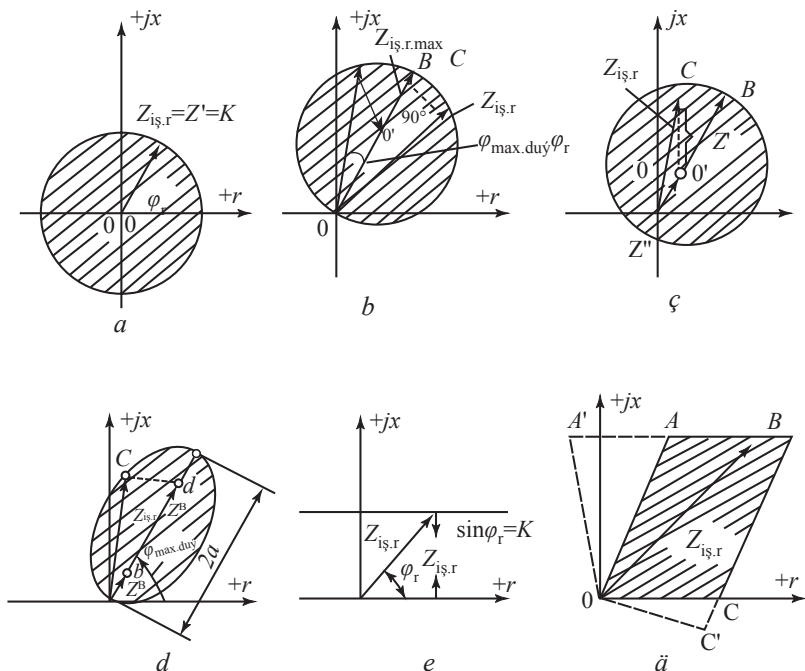 +jx
Z_iş.r=Z'=K
φ_r
+r
0 0
a
+jx
Z_iş.r.max
B C
Z_iş.r
90°
0'
φ_max.duý φ_r
+r
0
b
jx
Z_iş.r
C
B
Z'
0
0'
Z''
ç
+jx
C
d
Z_iş.r
Z^B
φ_max.duý
2a
b
Z^B
+r
d
+jx
Z_iş.r
sinφ_r=K
φ_r
Z_iş.r
+r
e
+jx
A' A B
Z_iş.r
0
C
+r
C'
ä